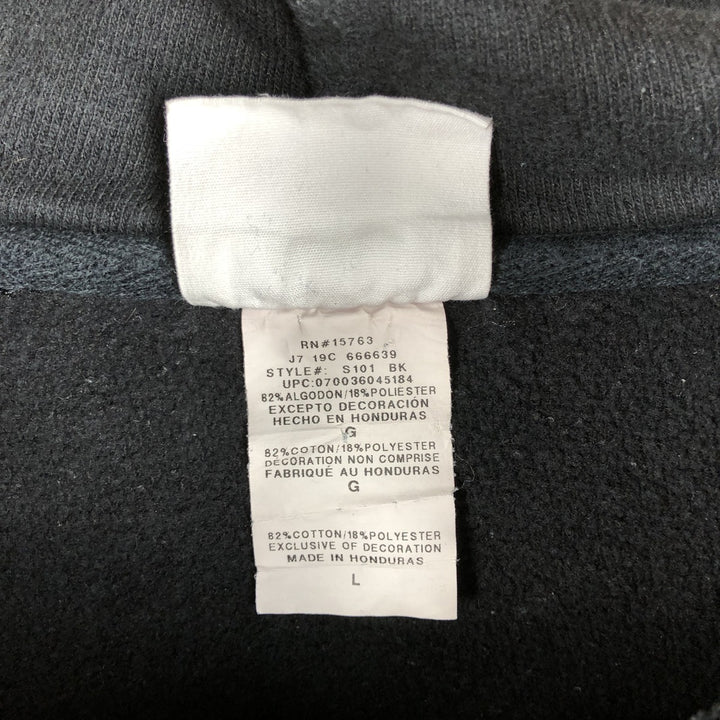 RN#15763
J7 19C 666639
STYLE#: S101 BK
UPC:070036045184
82%ALGODON/18%POLIESTER
EXCEPTO DECORACIÓN
HECHO EN HONDURAS
G
82%COTON/18%POLYESTER
DÉCORATION NON COMPRISE
FABRIQUÉ AU HONDURAS
G
82%COTTON/18%POLYESTER
EXCLUSIVE OF DECORATION
MADE IN HONDURAS
L